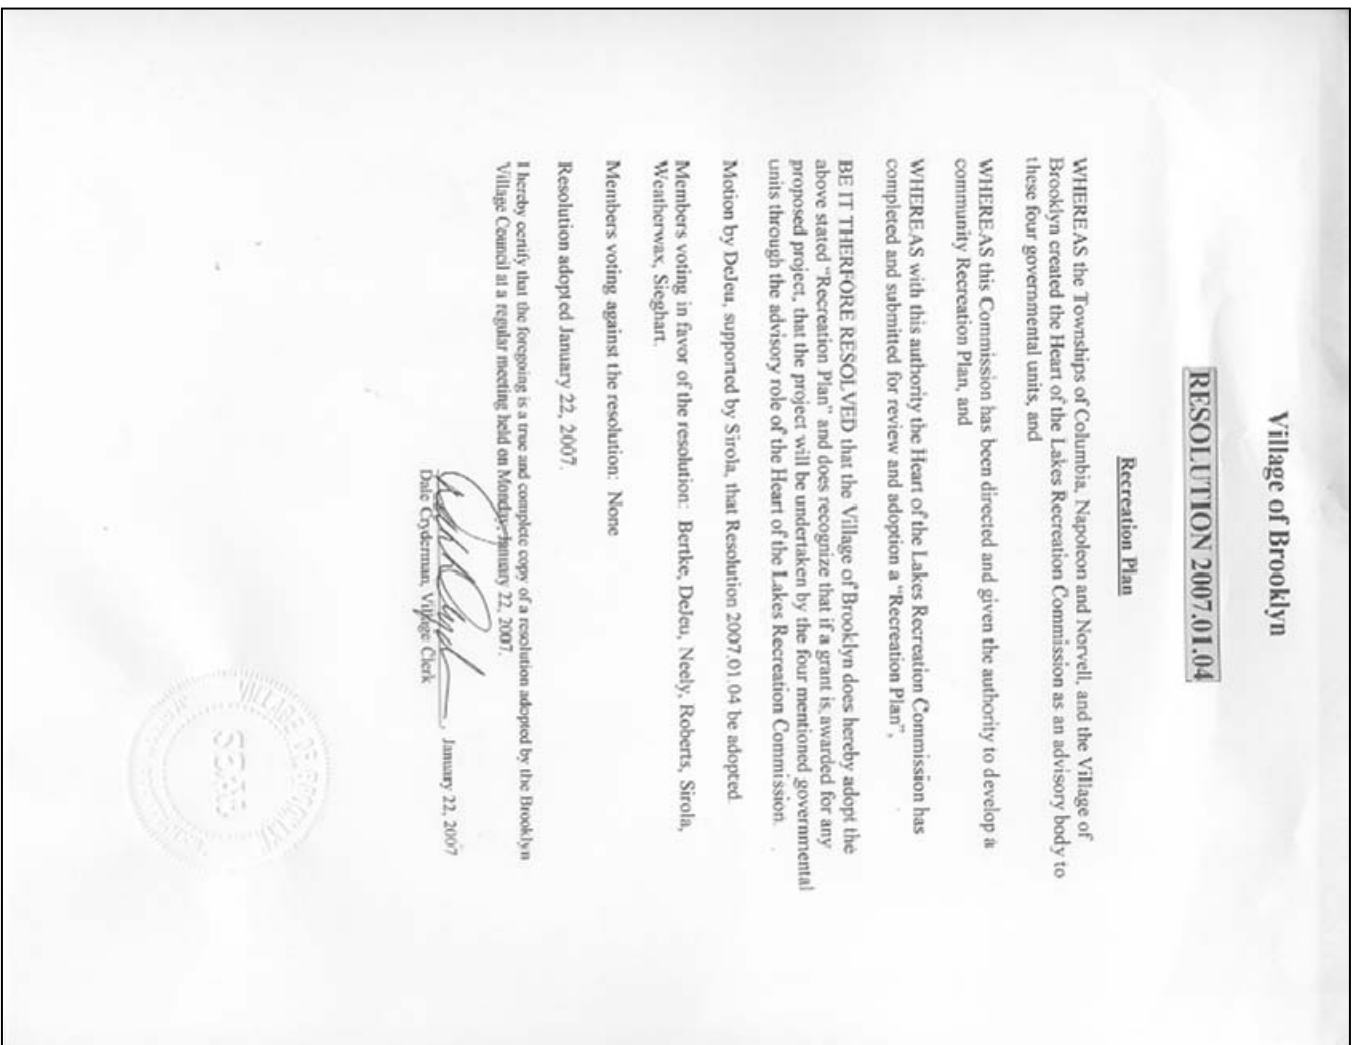 Village of Brooklyn
RESOLUTION 2007.01.04
Recreation Plan
WHEREAS the Townships of Columbia, Napoleon and Norvell, and the Village of
Brooklyn created the Heart of the Lakes Recreation Commission as an advisory body to
these four governmental units, and
WHEREAS this Commission has been directed and given the authority to develop a
community Recreation Plan, and
WHEREAS with this authority the Heart of the Lakes Recreation Commission has
completed and submitted for review and adoption a "Recreation Plan",
BE IT THERFORE RESOLVED that the Village of Brooklyn does hereby adopt the
above stated "Recreation Plan" and does recognize that if a grant is awarded for any
proposed project, that the project will be undertaken by the four mentioned governmental
units through the advisory role of the Heart of the Lakes Recreation Commission.
Motion by DeJeu, supported by Sirola, that Resolution 2007.01.04 be adopted
Members voting in favor of the resolution: Bertke, DeJeu, Neely, Roberts, Sirola,
Weatherwax, Sieghart.
Members voting against the resolution: None
Resolution adopted January 22, 2007.
I hereby certify that the foregoing is a true and complete copy of a resolution adopted by the Brooklyn
Village Council at a regular meeting held on Monday January 22, 2007.
, January 22, 2007
Dale Cryderman, Village Clerk
VILLAGE OF
SEAL